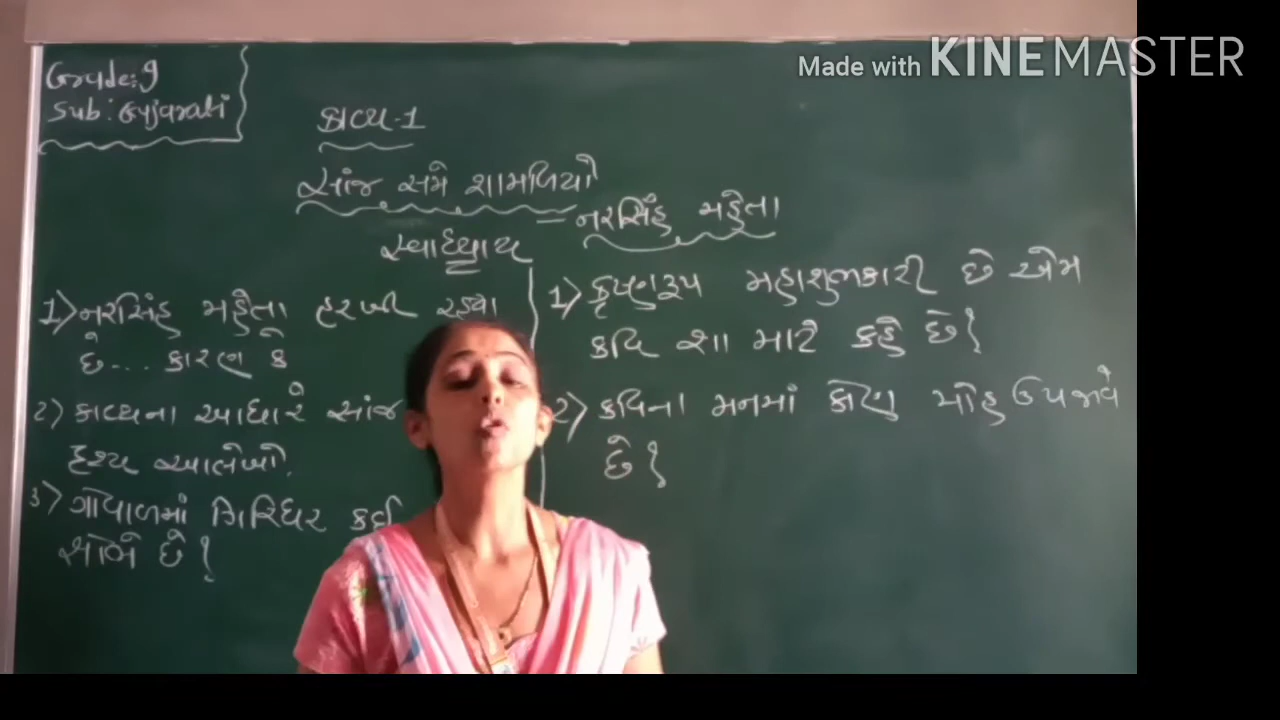 Made with KINEMASTER
Grade:9
Sub: Gujarati
કાવ્ય-1
સાંજ સમે શામળિયો
– નરસિંહ મહેતા
સ્વાધ્યાય
1) નરસિંહ મહેતા હરખી રહ્યા
છે... કારણ કે
2) કાવ્યના આધારે સાંજ
દૃશ્ય આલેખો.
3) ગોવાળમાં ગિરિધર કઈ
શોભે છે?
1) કૃષ્ણરૂપ મહાશુભકારી છે એમ
કવિ શા માટે કહે છે?
2) કવિના મનમાં કોણ મોહ ઉપજાવે
છે?